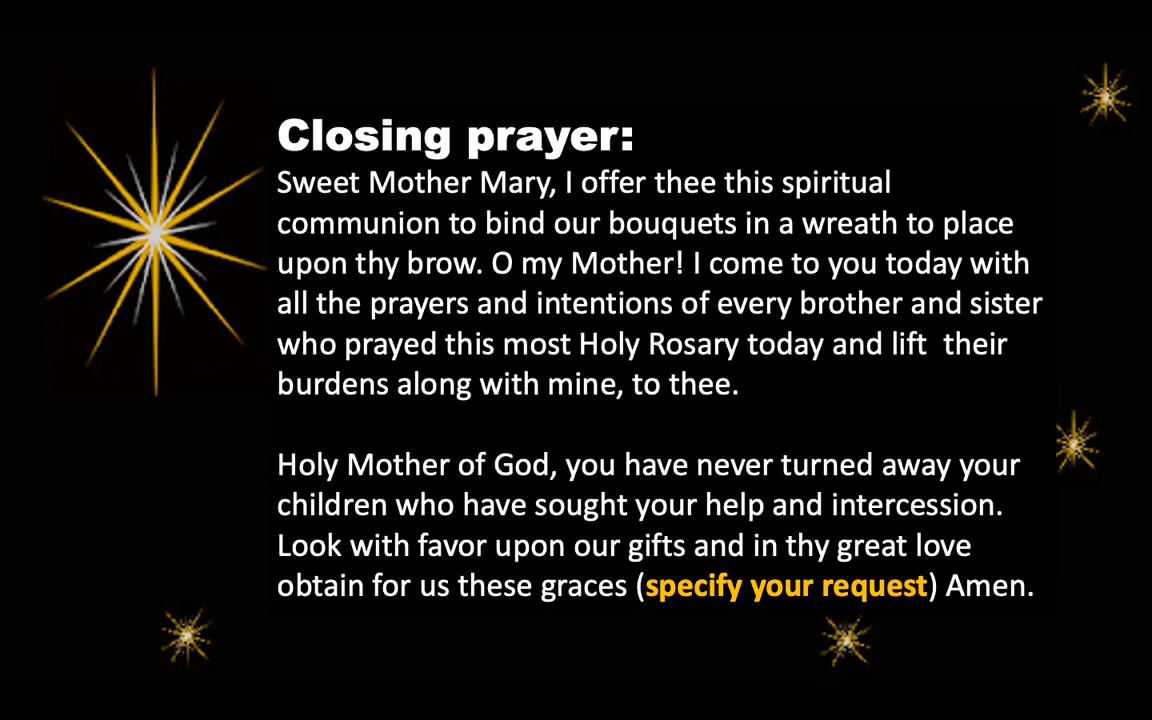 Closing prayer:
Sweet Mother Mary, I offer thee this spiritual
communion to bind our bouquets in a wreath to place
upon thy brow. O my Mother! I come to you today with
all the prayers and intentions of every brother and sister
who prayed this most Holy Rosary today and lift  their
burdens along with mine, to thee.
Holy Mother of God, you have never turned away your
children who have sought your help and intercession.
Look with favor upon our gifts and in thy great love
obtain for us these graces (specify your request) Amen.